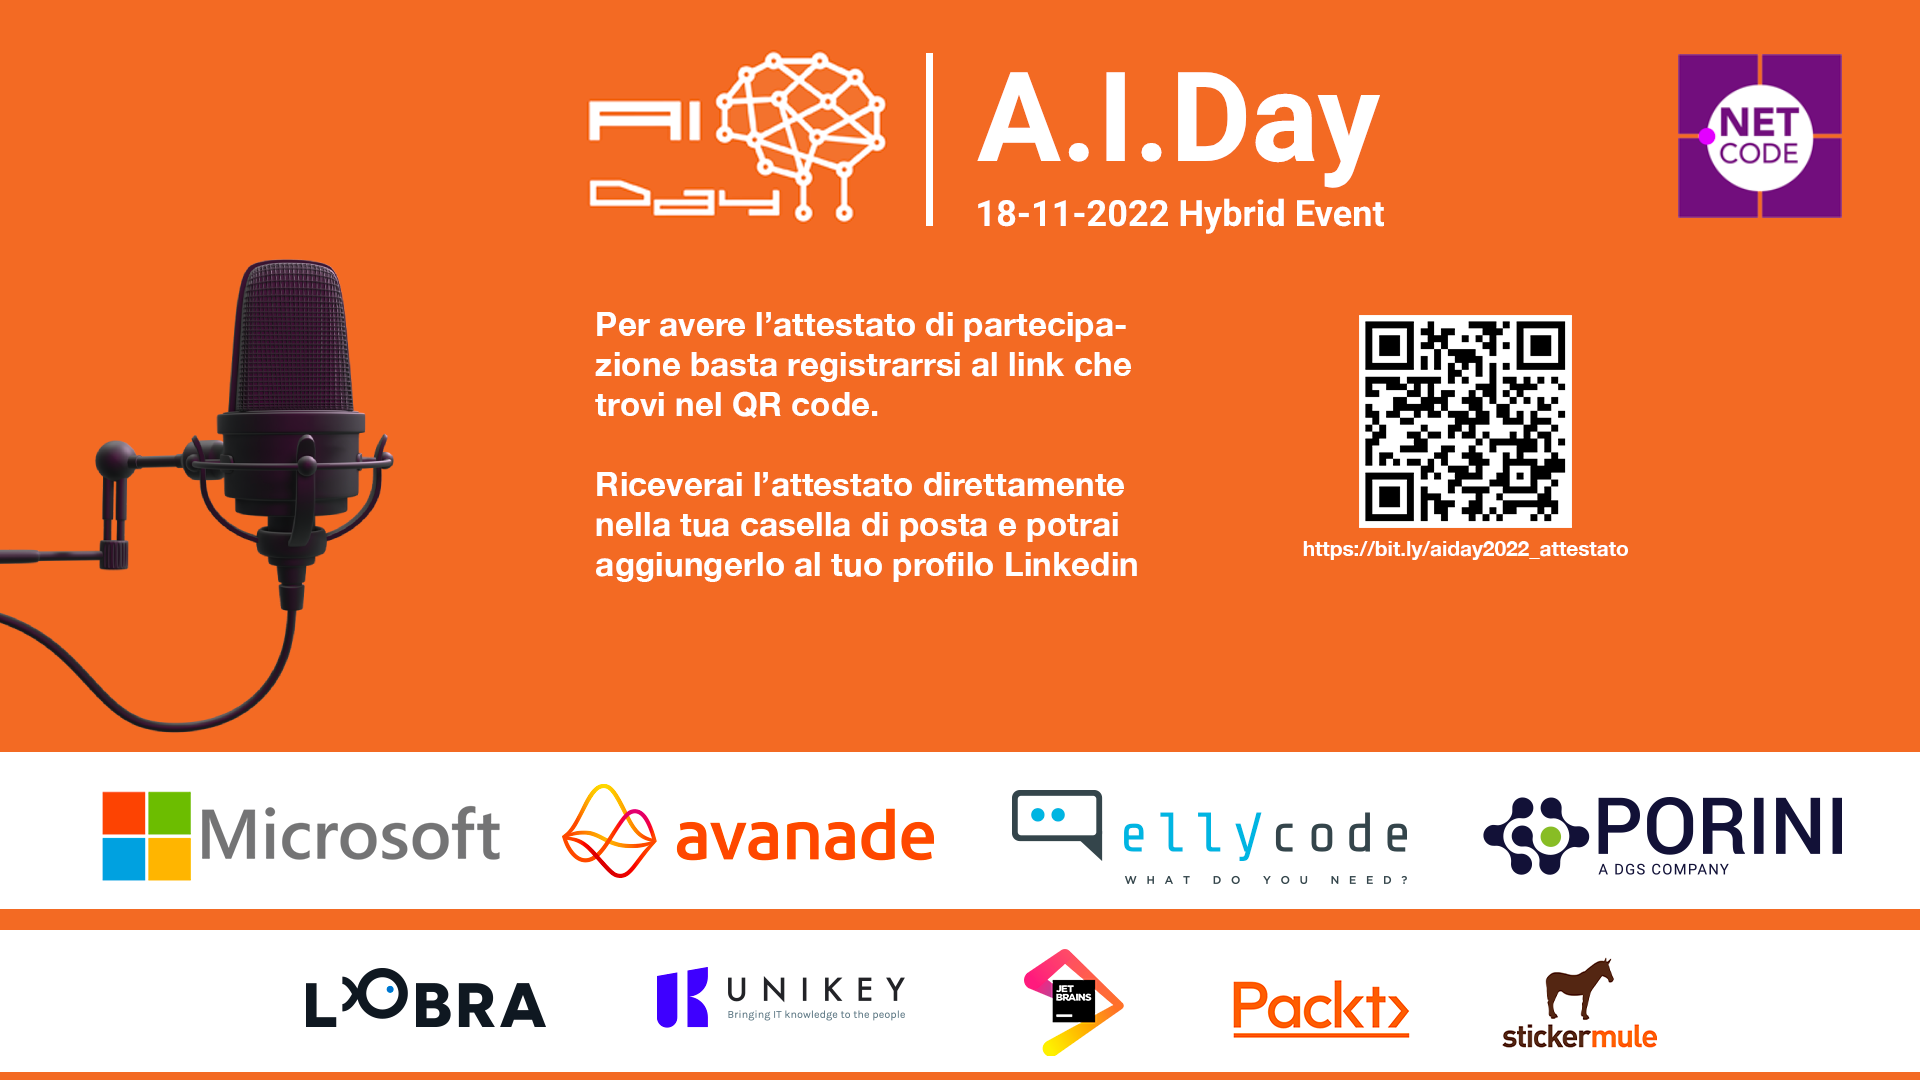 AI
Day
A.I.Day
18-11-2022 Hybrid Event
NET
CODE
Per avere l’attestato di partecipa-
zione basta registrarrsi al link che
trovi nel QR code.
Riceverai l’attestato direttamente
nella tua casella di posta e potrai
aggiungerlo al tuo profilo Linkedin
https://bit.ly/aiday2022_attestato
Microsoft
avanade
ellycode
WHAT DO YOU NEED?
PORINI
A DGS COMPANY
LOBRA
UNIKEY
Bringing IT knowledge to the people
JET
BRAINS
Packt
stickermule